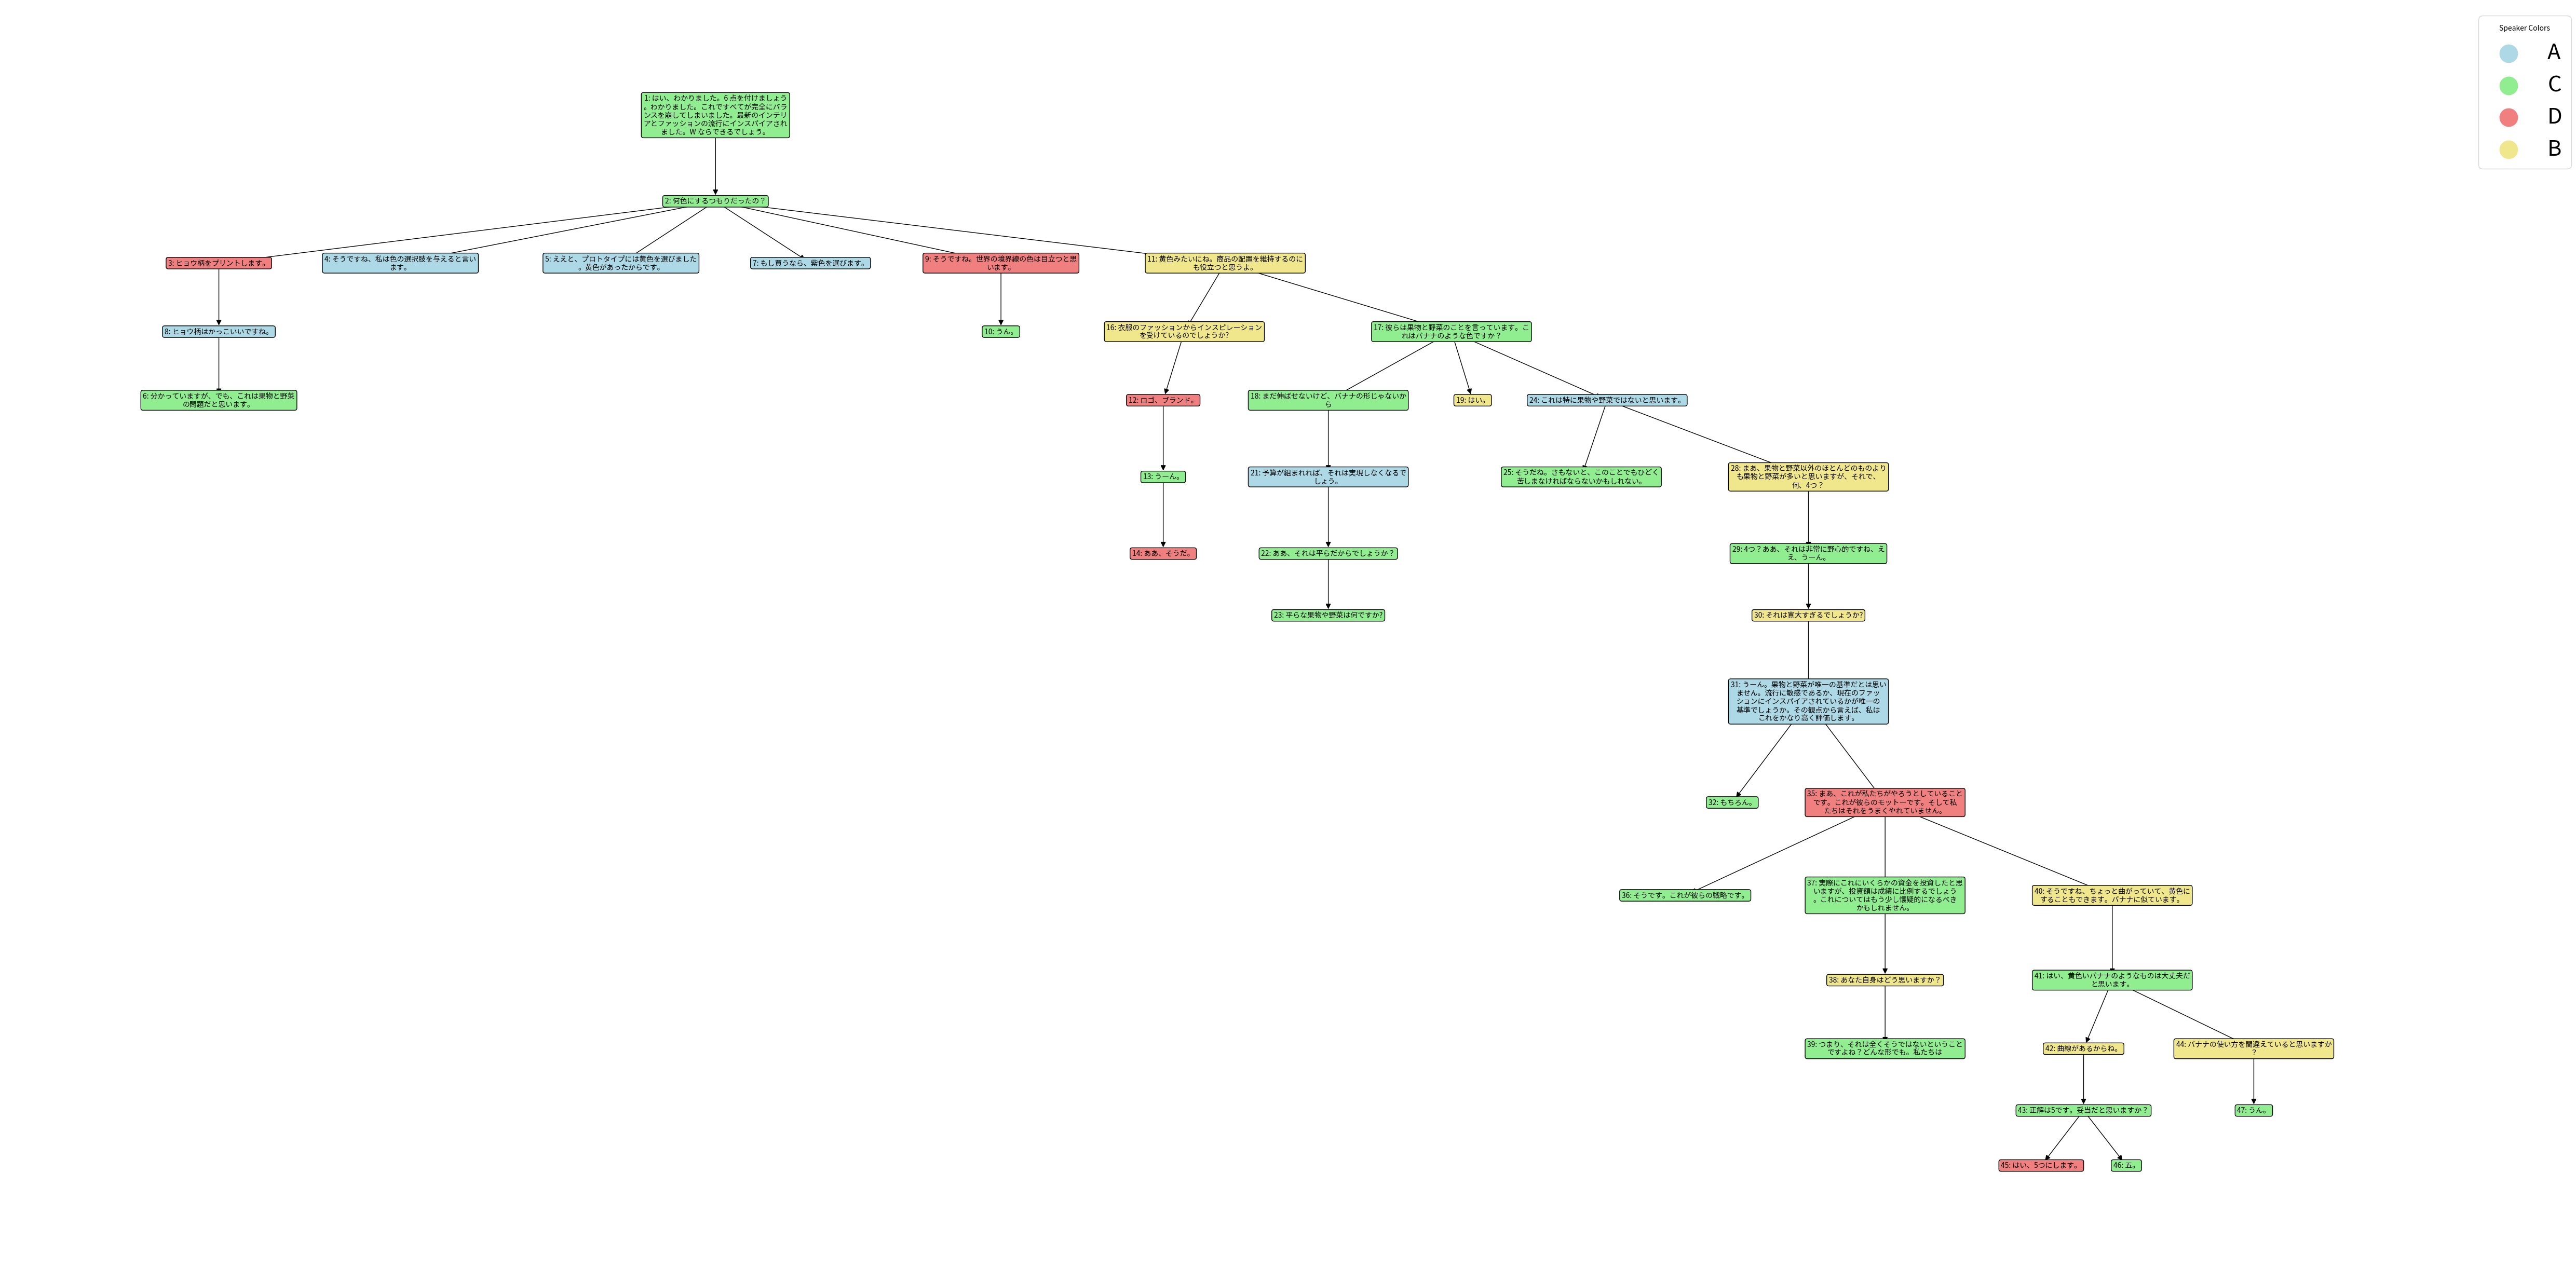 Speaker Colors
A
C
D
B
1: はい、わかりました。6 点を付けましょう
。わかりました。これですべてが完全にバラ
ンスを崩してしまいました。最新のインテリ
アとファッションの流行にインスパイアされ
ました。W ならできるでしょう。
2: 何色にするつもりだったの？
3: ヒョウ柄をプリントします。
4: そうですね、私は色の選択肢を与えると言い
ます。
5: ええと、プロトタイプには黄色を選びました
。黄色があったからです。
7: もし買うなら、紫色を選びます。
9: そうですね。世界の境界線の色は目立つと思
います。
11: 黄色みたいにね。商品の配置を維持するのに
も役立つと思うよ。
8: ヒョウ柄はかっこいいですね。
10: うん。
16: 衣服のファッションからインスピレーション
を受けているのでしょうか?
17: 彼らは果物と野菜のことを言っています。こ
れはバナナのような色ですか？
6: 分かっていますが、でも、これは果物と野菜
の問題だと思います。
12: ロゴ、ブランド。
18: まだ伸ばせないけど、バナナの形じゃないか
ら
19: はい。
24: これは特に果物や野菜ではないと思います。
13: うーん。
21: 予算が組まれれば、それは実現しなくなるで
しょう。
25: そうだね。さもないと、このことでもひどく
苦しまなければならないかもしれない。
28: まあ、果物と野菜以外のほとんどのものより
も果物と野菜が多いと思いますが、それで、
何、4つ？
14: ああ、そうだ。
22: ああ、それは平らだからでしょうか？
29: 4つ？ああ、それは非常に野心的ですね、え
え、うーん。
23: 平らな果物や野菜は何ですか?
30: それは寛大すぎるでしょうか?
31: うーん。果物と野菜が唯一の基準だとは思い
ません。流行に敏感であるか、現在のファッ
ションにインスパイアされているかが唯一の
基準でしょうか。その観点から言えば、私は
これをかなり高く評価します。
32: もちろん。
35: まあ、これが私たちがやろうとしていること
です。これが彼らのモットーです。そして私
たちはそれをうまくやれていません。
36: そうです。これが彼らの戦略です。
37: 実際にこれにいくらかの資金を投資したと思
いますが、投資額は成績に比例するでしょう
。これについてはもう少し懐疑的になるべき
かもしれません。
40: そうですね、ちょっと曲がっていて、黄色に
することもできます。バナナに似ています。
38: あなた自身はどう思いますか？
41: はい、黄色いバナナのようなものは大丈夫だ
と思います。
39: つまり、それは全くそうではないということ
ですよね？どんな形でも。私たちは
42: 曲線があるからね。
44: バナナの使い方を間違えていると思いますか
？
43: 正解は5です。妥当だと思いますか？
47: うん。
45: はい、5つにします。
46: 五。